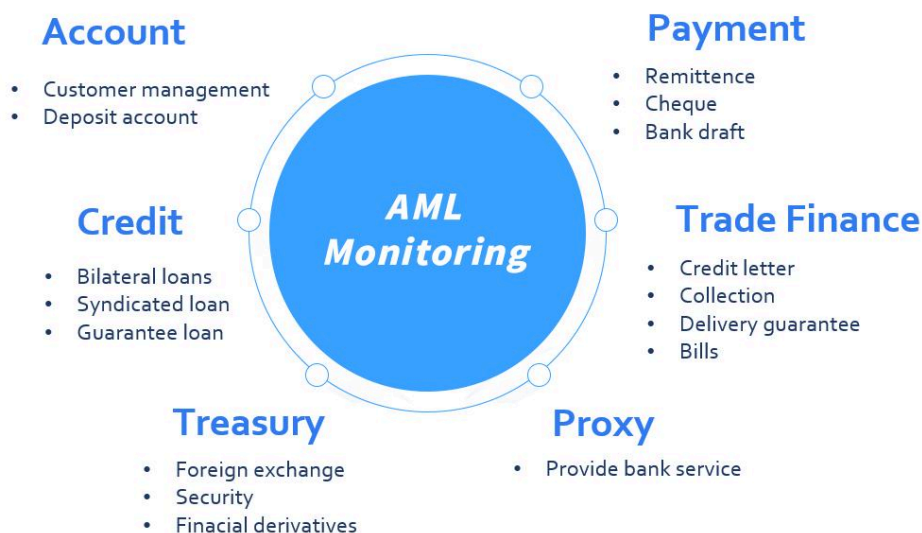 Account
• Customer management
• Deposit account
Payment
• Remittence
• Cheque
• Bank draft
Credit
• Bilateral loans
• Syndicated loan
• Guarantee loan
AML
Monitoring
Trade Finance
• Credit letter
• Collection
• Delivery guarantee
• Bills
Treasury
• Foreign exchange
• Security
• Finacial derivatives
Proxy
• Provide bank service